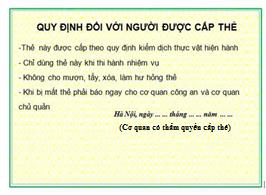 QUY ĐỊNH ĐỐI VỚI NGƯỜI ĐƯỢC CẤP THẺ
-Thẻ này được cấp theo quy định kiểm dịch thực vật hiện hành
- Chỉ dùng thẻ này khi thi hành nhiệm vụ
- Không cho mượn, tẩy, xóa, làm hư hỏng thẻ
- Khi bị mất thẻ phải báo ngay cho cơ quan công an và cơ quan
chủ quản
Hà Nội, ngày ... ... tháng ... ... năm ... ...
(Cơ quan có thẩm quyền cấp thẻ)